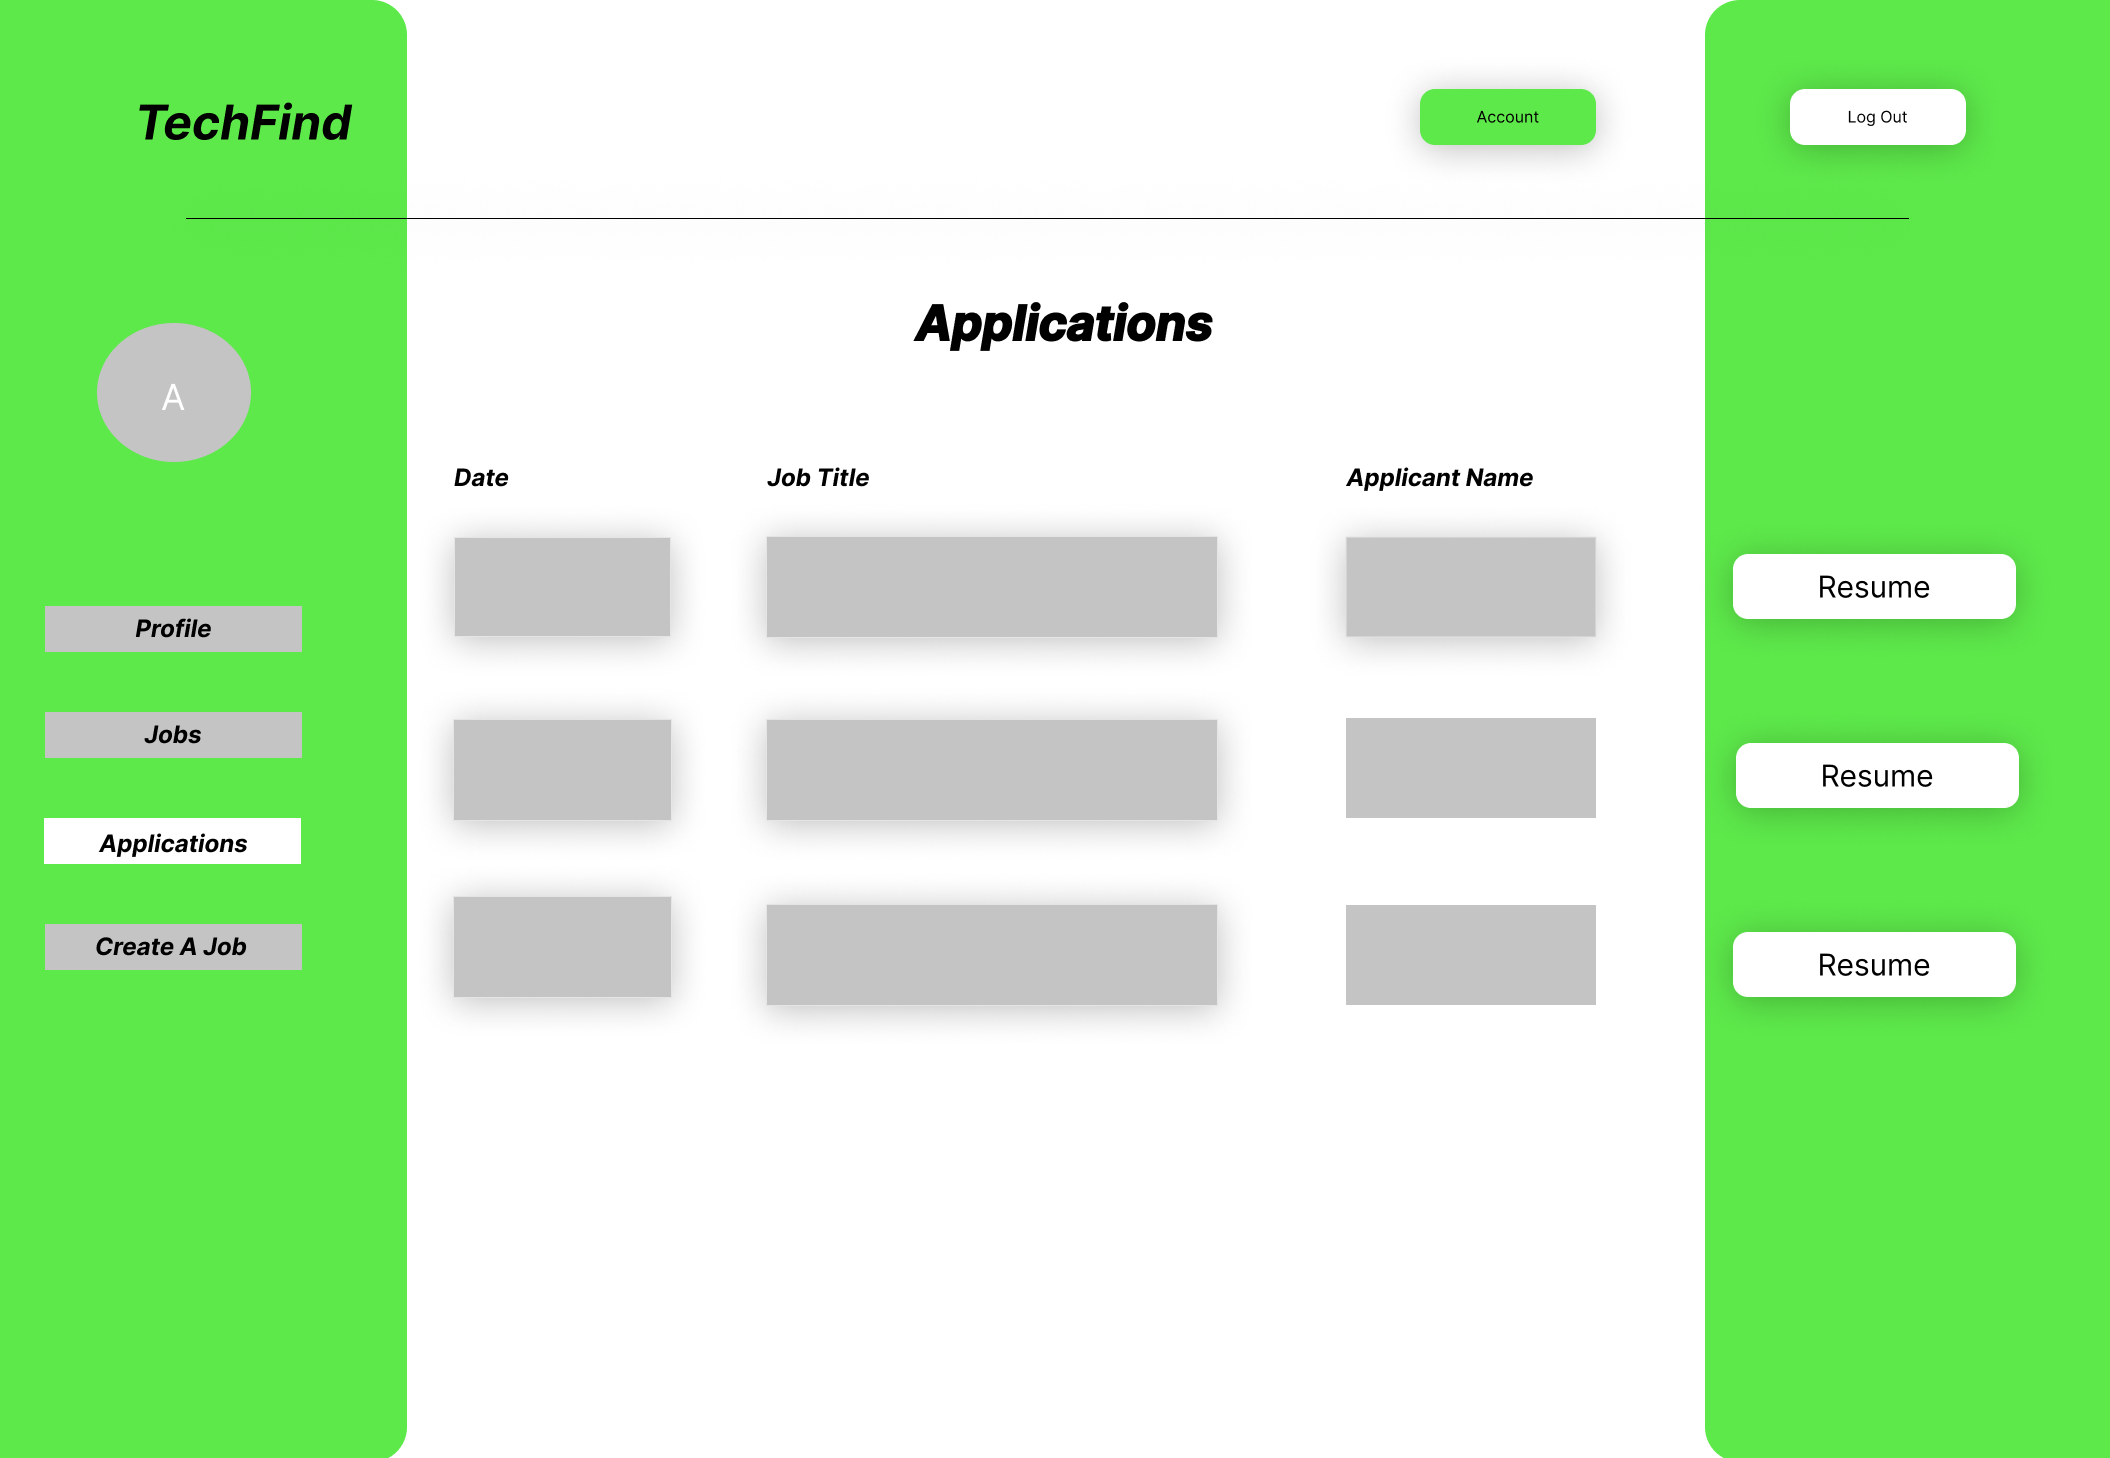 TechFind
Account
Log Out
Applications
A
Date
Job Title
Applicant Name
Resume
Profile
Jobs
Resume
Applications
Create A Job
Resume